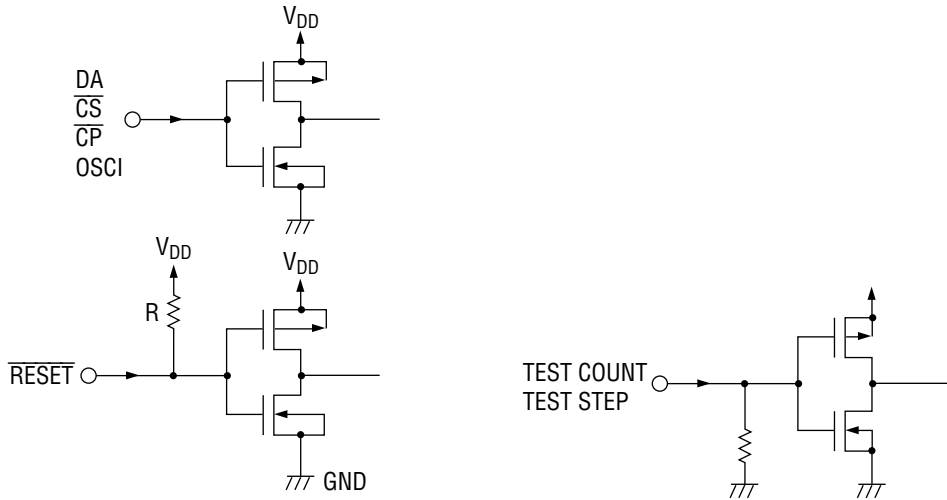 VDD
DA
CS
CP
OSCI
VDD
VDD
R
RESET
GND
TEST COUNT
TEST STEP